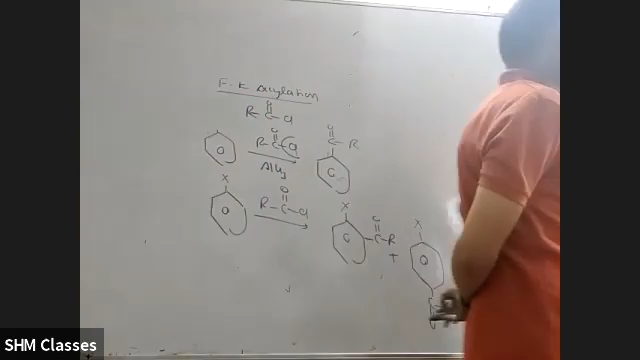 F. K Acylation
O
R - C - Cl
O
R - C - Cl
AlCl3
O
C - R
X
O
R - C - Cl
X
O
C - R
+
X
SHM Classes